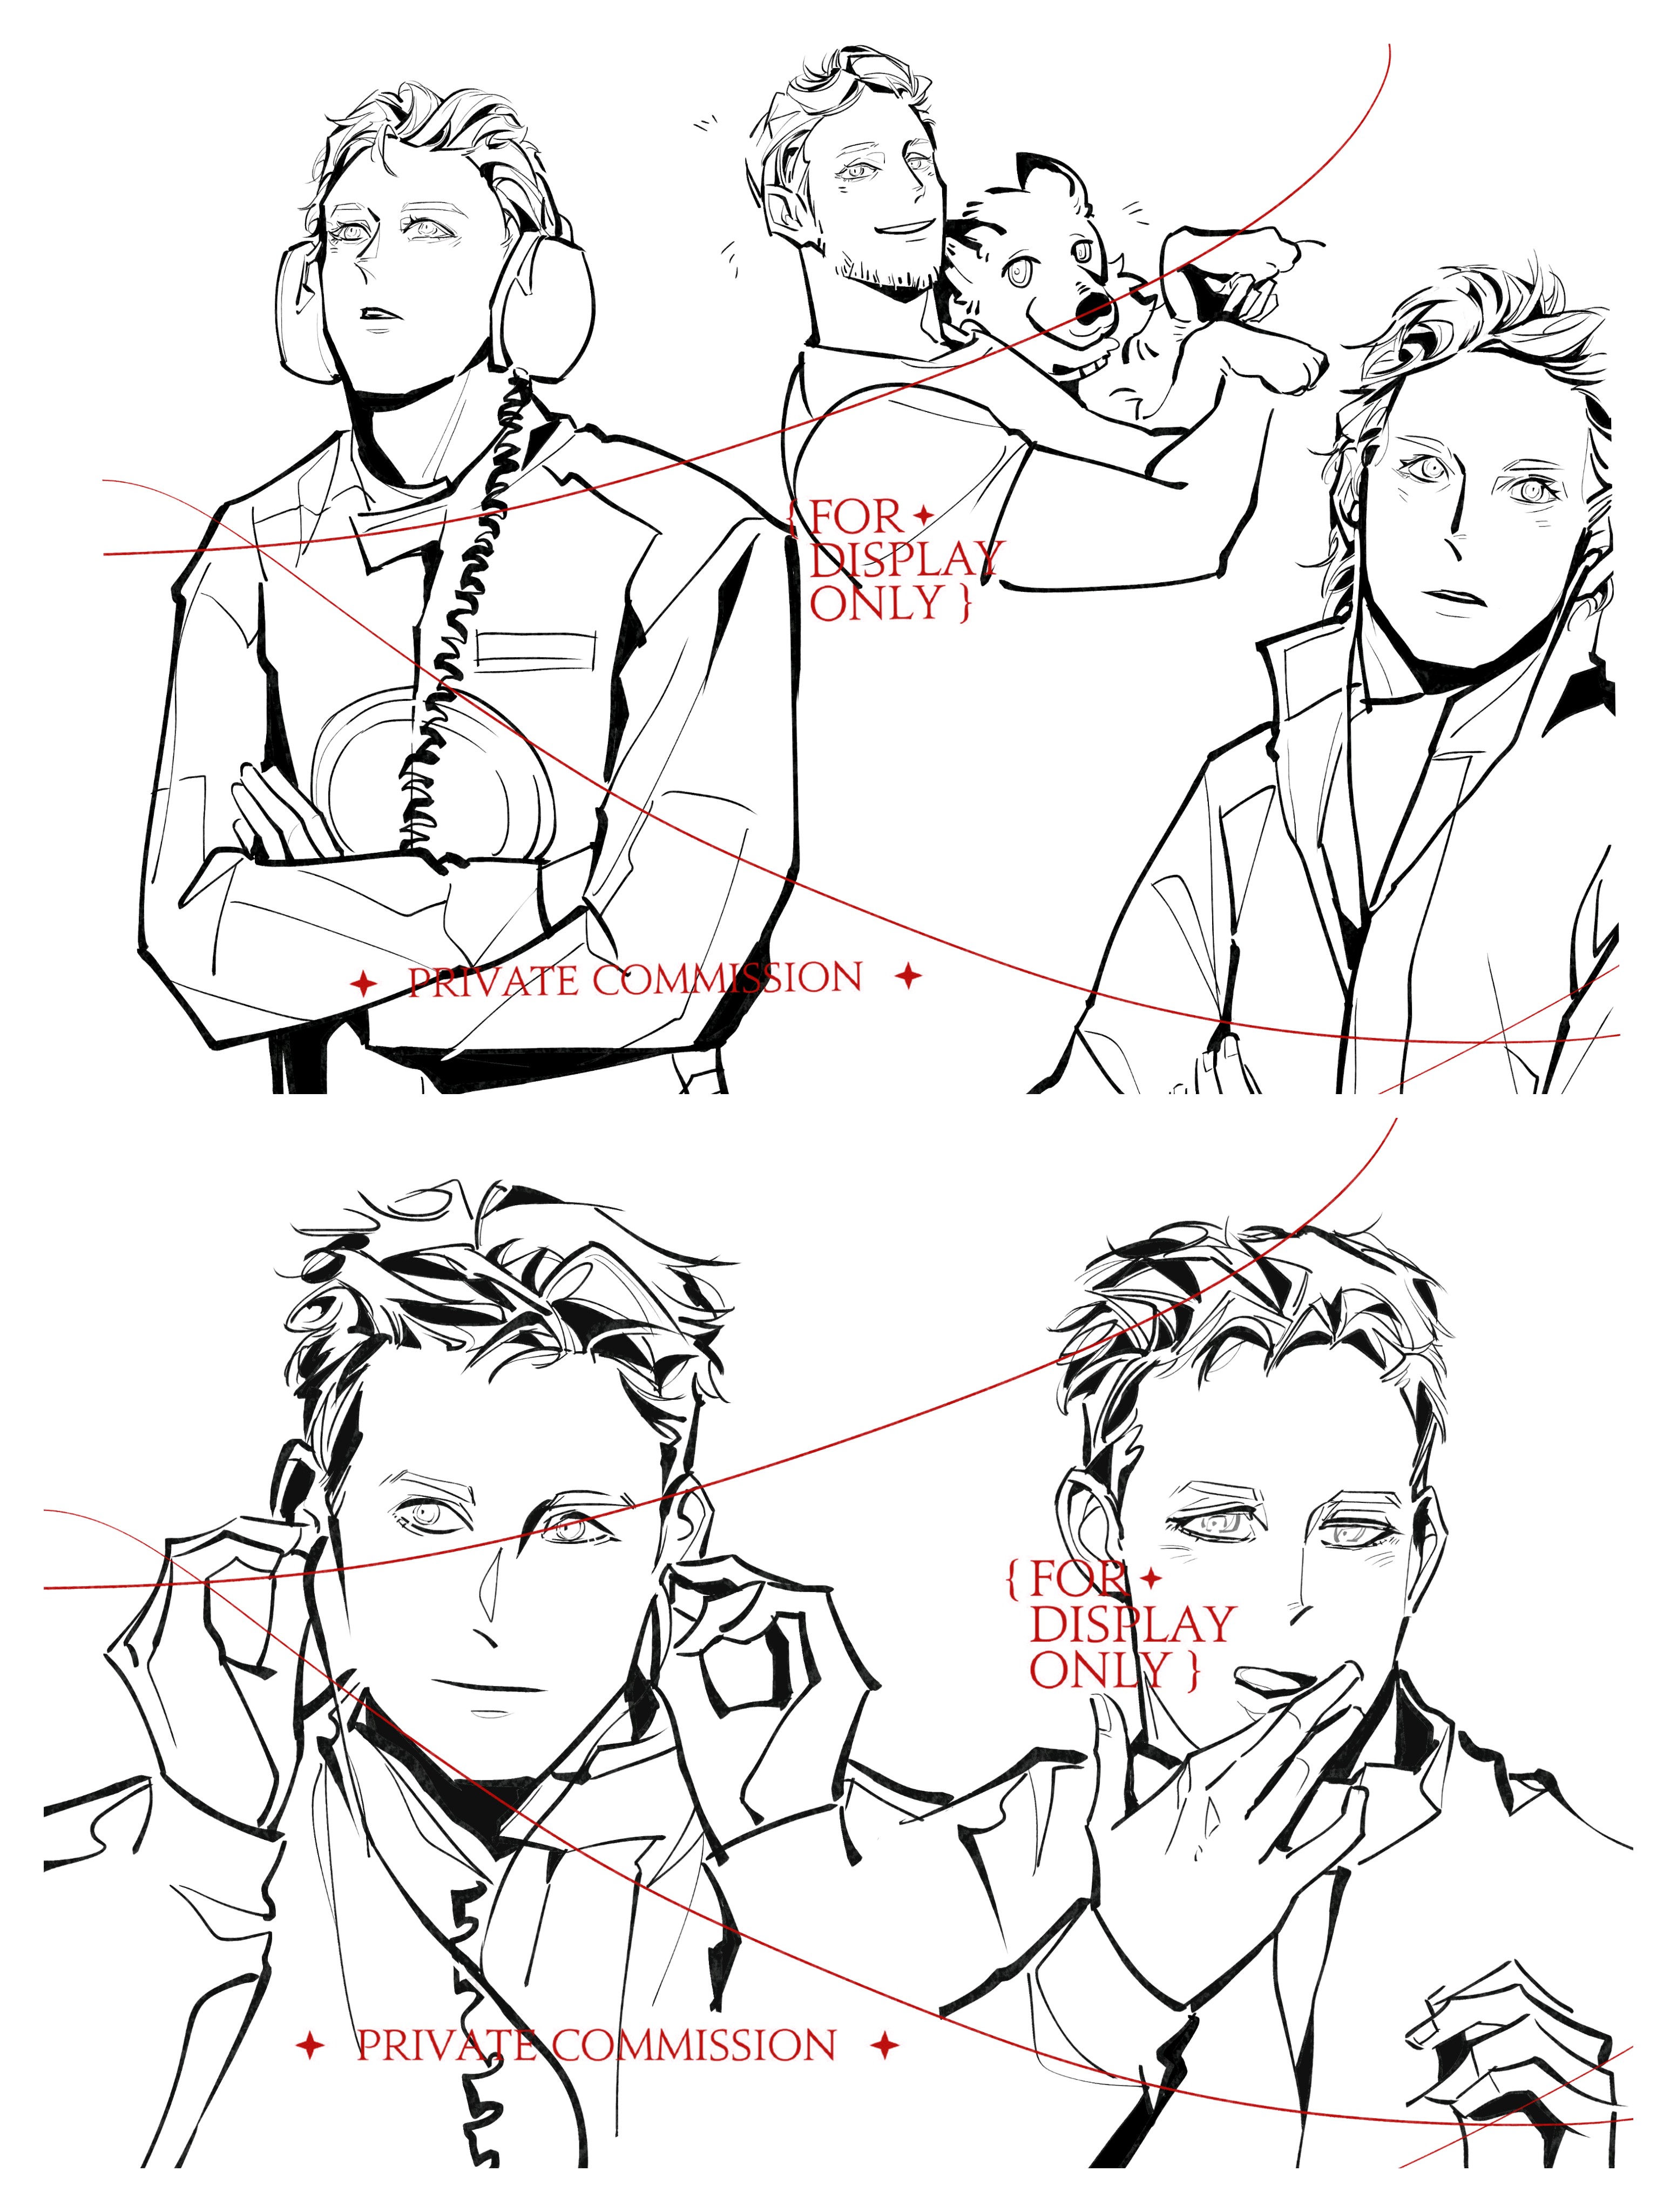 { FOR ✦
DISPLAY
ONLY }
✦ PRIVATE COMMISSION ✦
{ FOR ✦
DISPLAY
ONLY }
✦ PRIVATE COMMISSION ✦